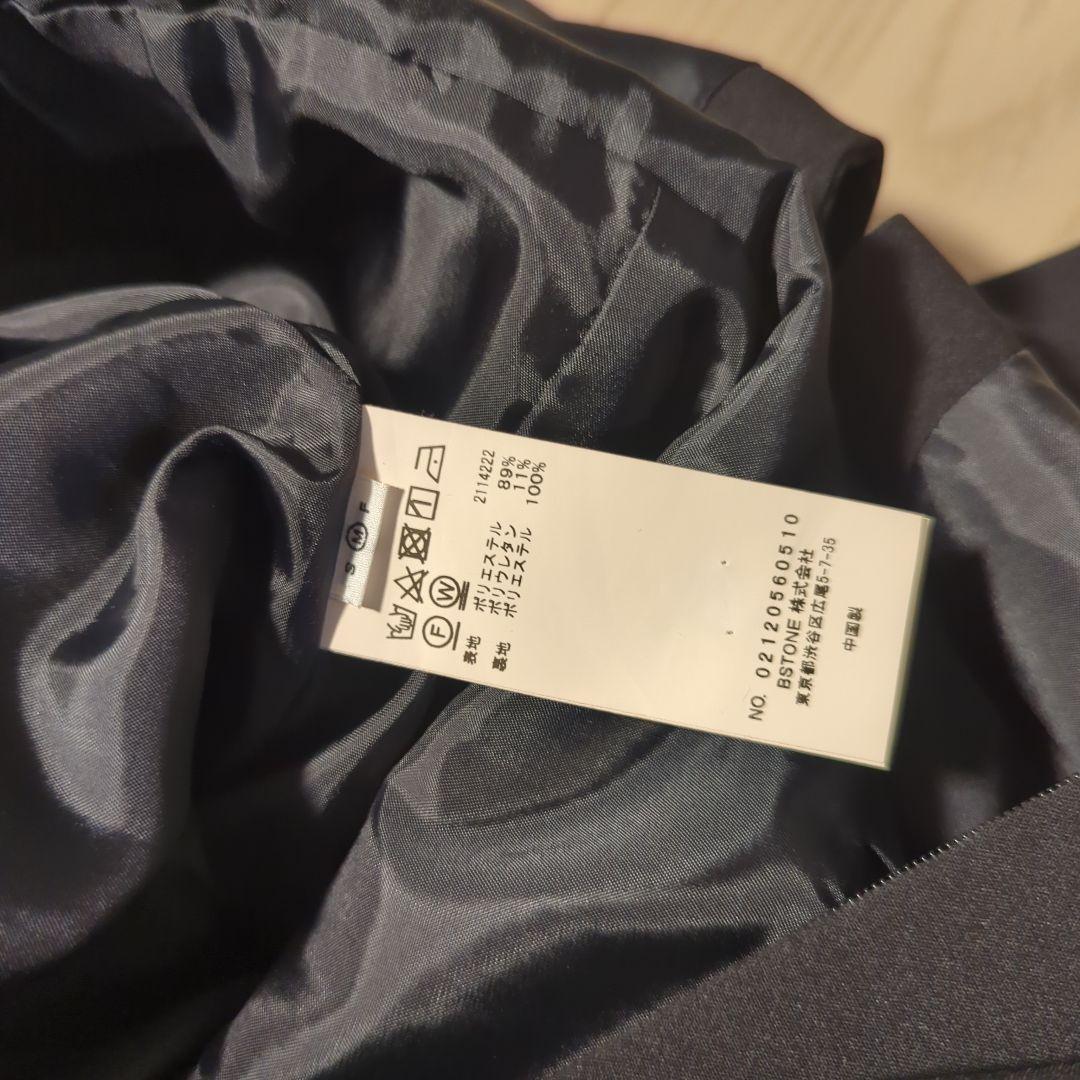 S M F
F W
2114222
表地 ポリエステル 89%
ポリウレタン 11%
裏地 ポリエステル 100%
NO. 02120560510
BSTONE 株式会社
東京都渋谷区広尾5-7-35
中国製